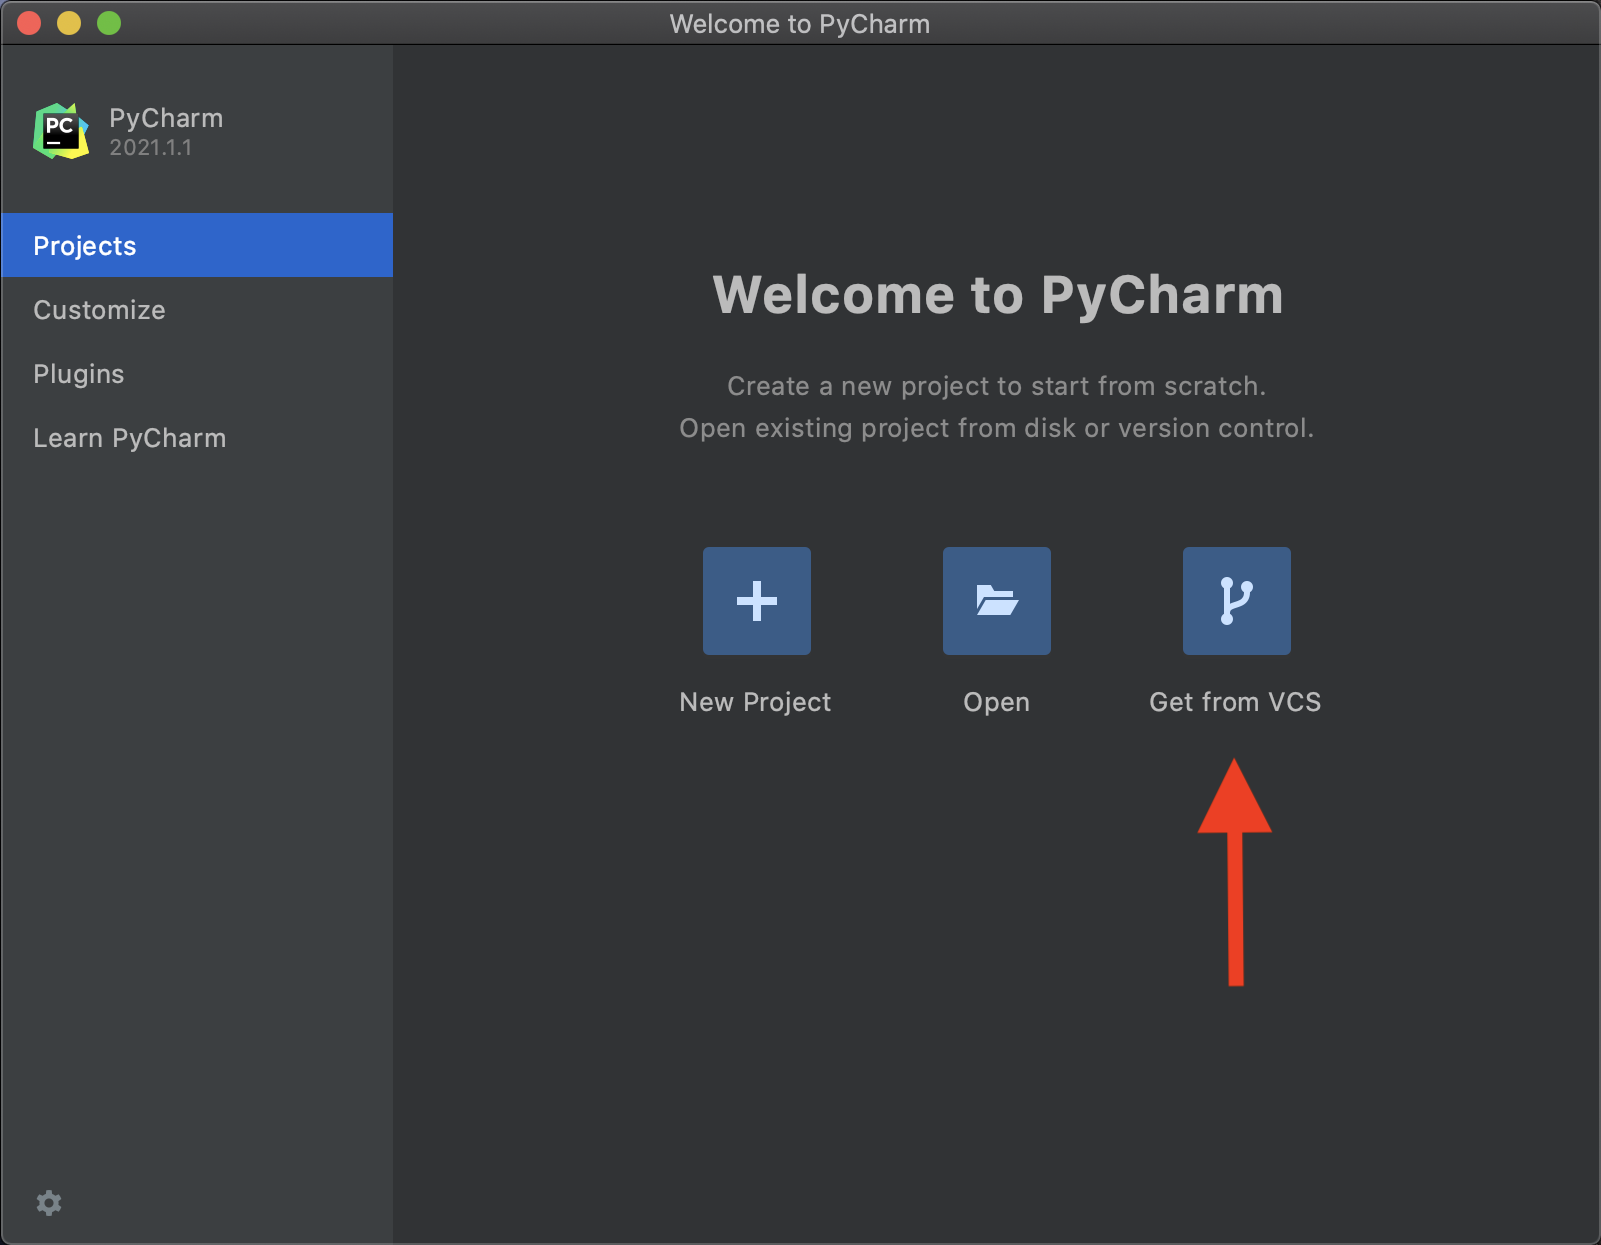 Welcome to PyCharm
PC
PyCharm
2021.1.1
Projects
Customize
Plugins
Learn PyCharm
Welcome to PyCharm
Create a new project to start from scratch.
Open existing project from disk or version control.
New Project
Open
Get from VCS